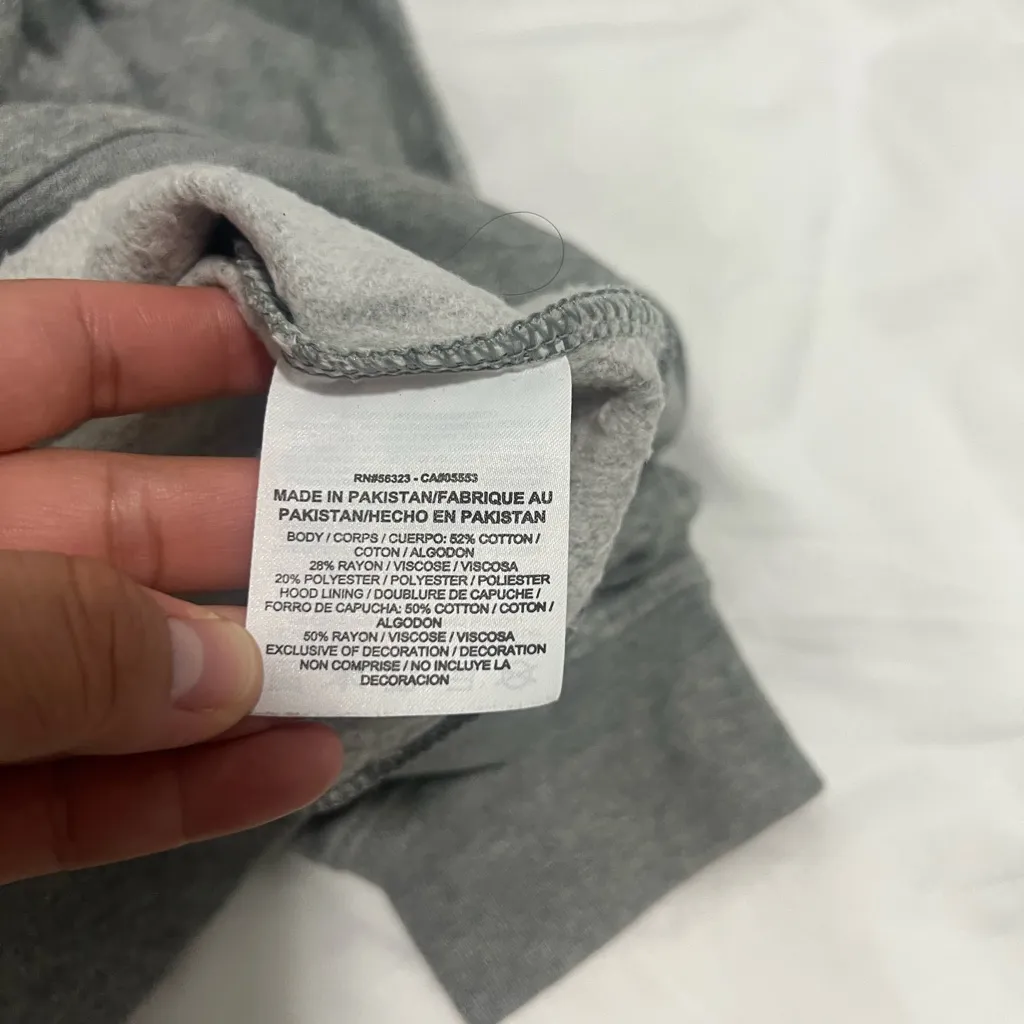 RN#56323 - CA#05553
MADE IN PAKISTAN/FABRIQUE AU
PAKISTAN/HECHO EN PAKISTAN
BODY / CORPS / CUERPO: 52% COTTON /
COTON / ALGODON
28% RAYON / VISCOSE / VISCOSA
20% POLYESTER / POLYESTER / POLIESTER
HOOD LINING / DOUBLURE DE CAPUCHE /
FORRO DE CAPUCHA: 50% COTTON / COTON /
ALGODON
50% RAYON / VISCOSE / VISCOSA
EXCLUSIVE OF DECORATION / DECORATION
NON COMPRISE / NO INCLUYE LA
DECORACION